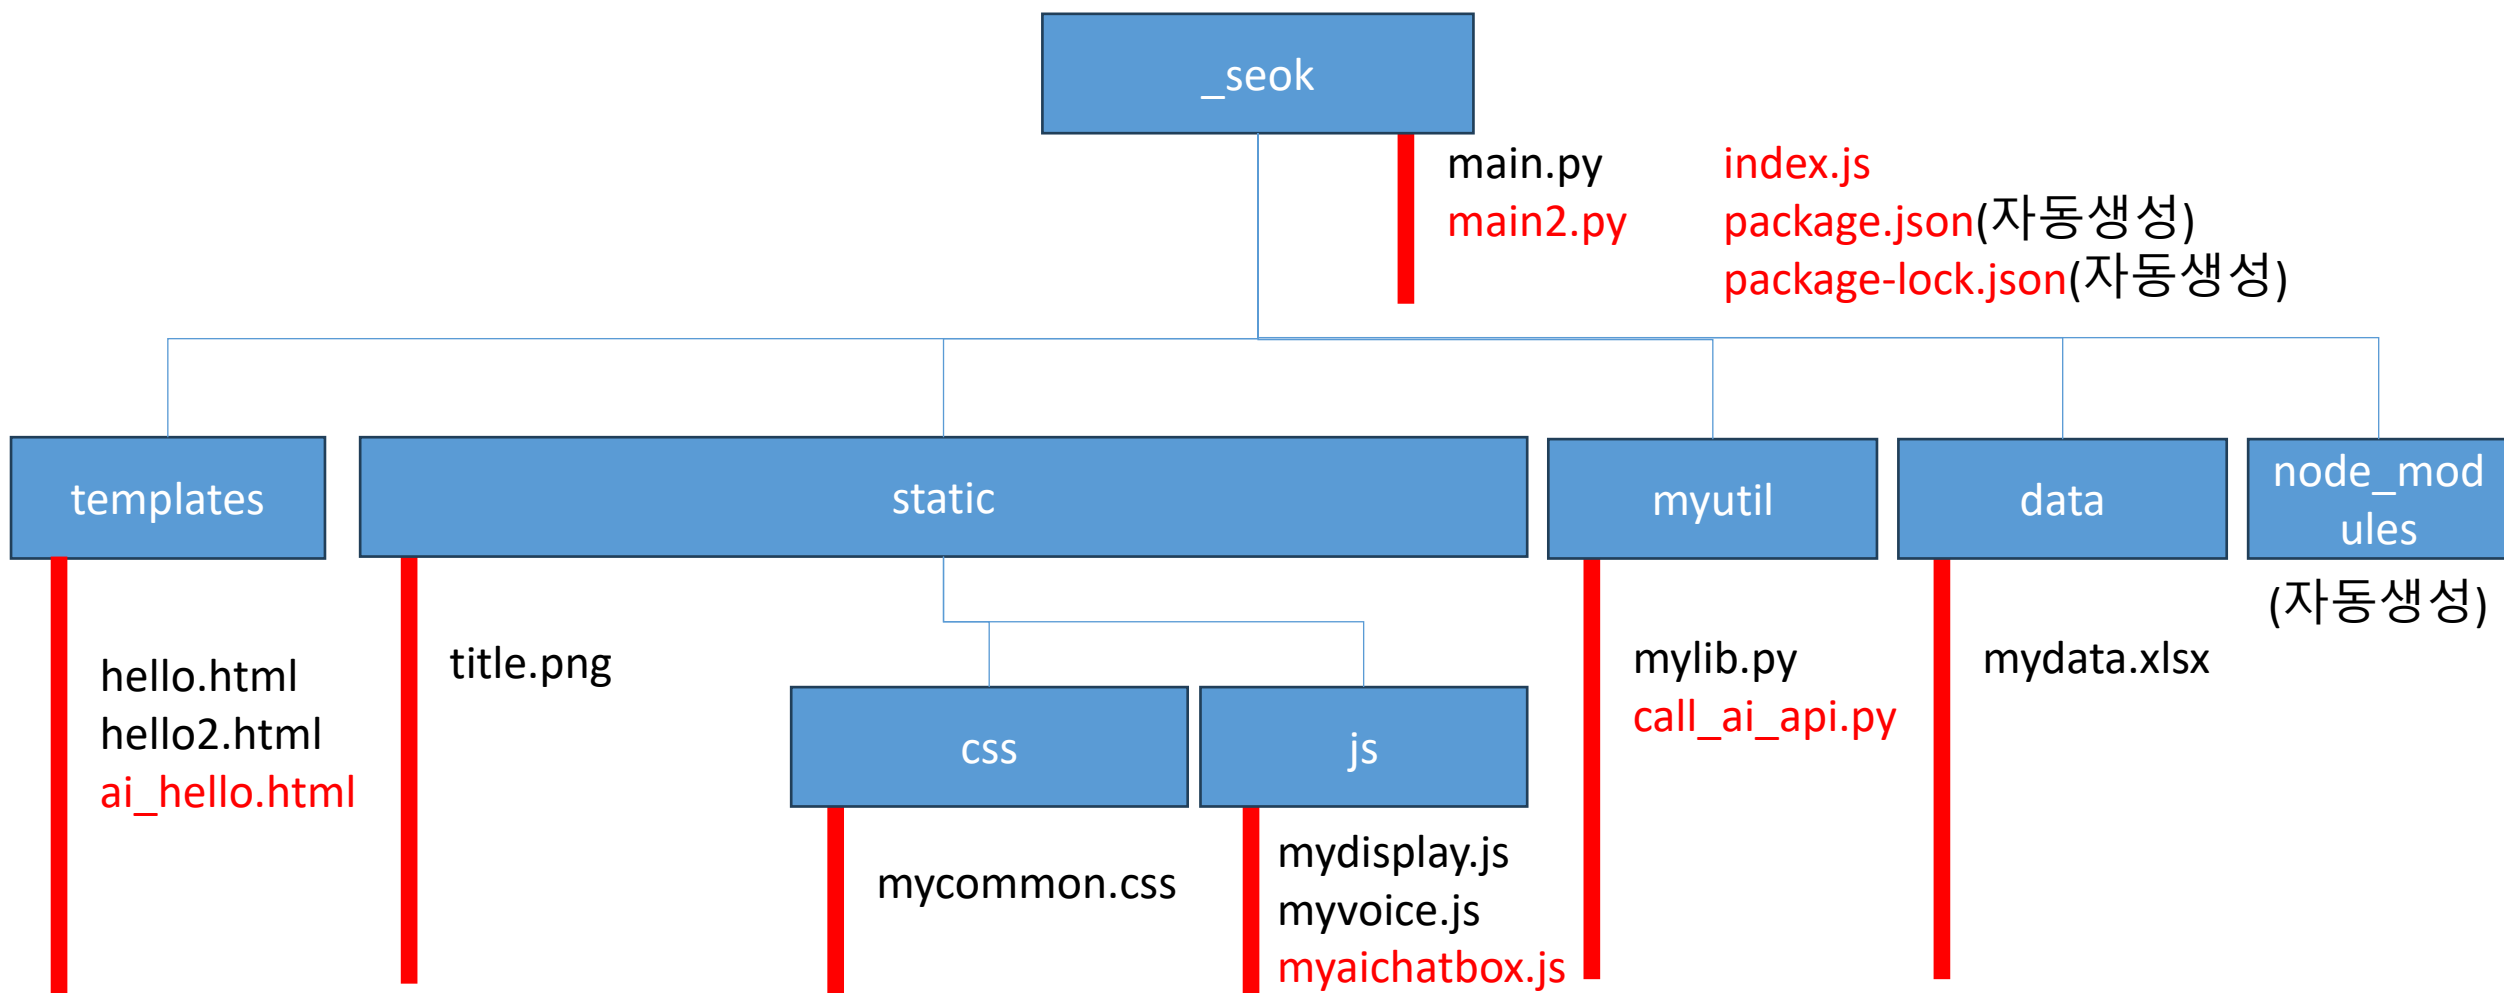 _seok
main.py
main2.py
index.js
package.json(자동생성)
package-lock.json(자동생성)
templates
static
myutil
data
node_mod
ules
(자동생성)
hello.html
hello2.html
ai_hello.html
title.png
css
js
mycommon.css
mydisplay.js
myvoice.js
myaichatbox.js
mylib.py
call_ai_api.py
mydata.xlsx